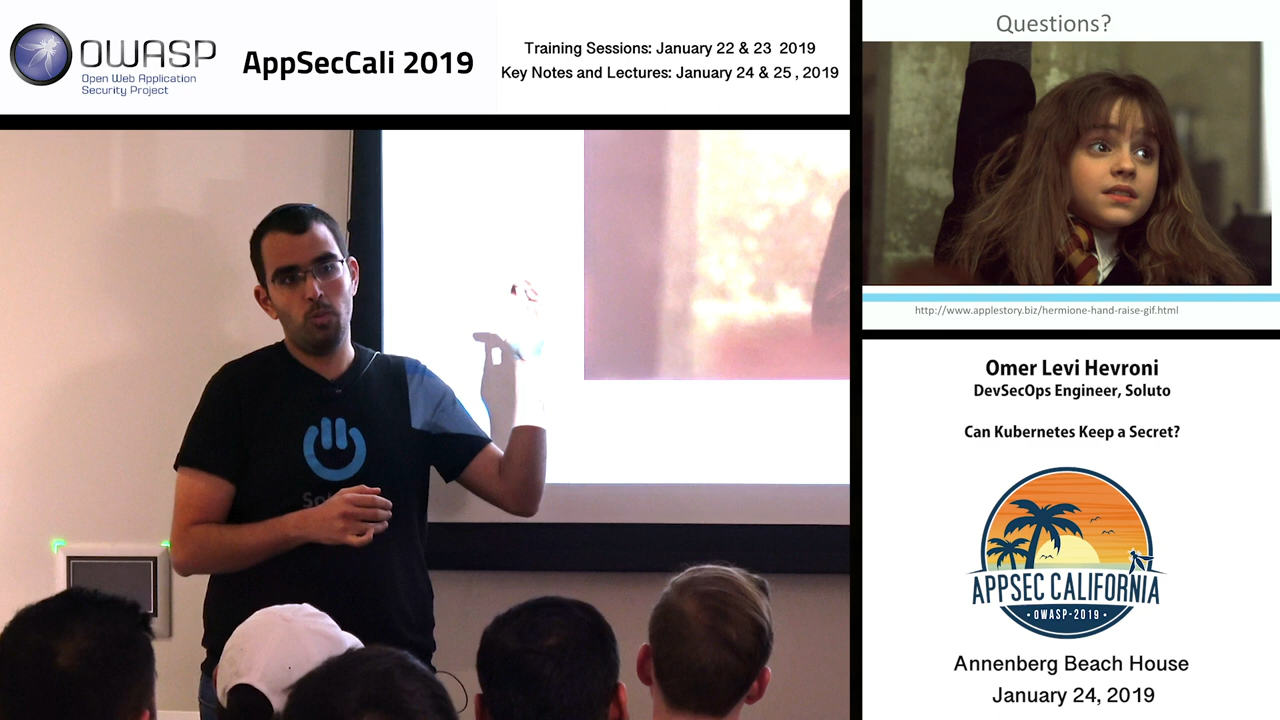 OWASP
Open Web Application
Security Project
AppSecCali 2019
Training Sessions: January 22 & 23 2019
Key Notes and Lectures: January 24 & 25 , 2019
Questions?
http://www.applestory.biz/hermione-hand-raise-gif.html
Omer Levi Hevroni
DevSecOps Engineer, Soluto
Can Kubernetes Keep a Secret?
APPSEC CALIFORNIA
• OWASP-2019 •
Annenberg Beach House
January 24, 2019